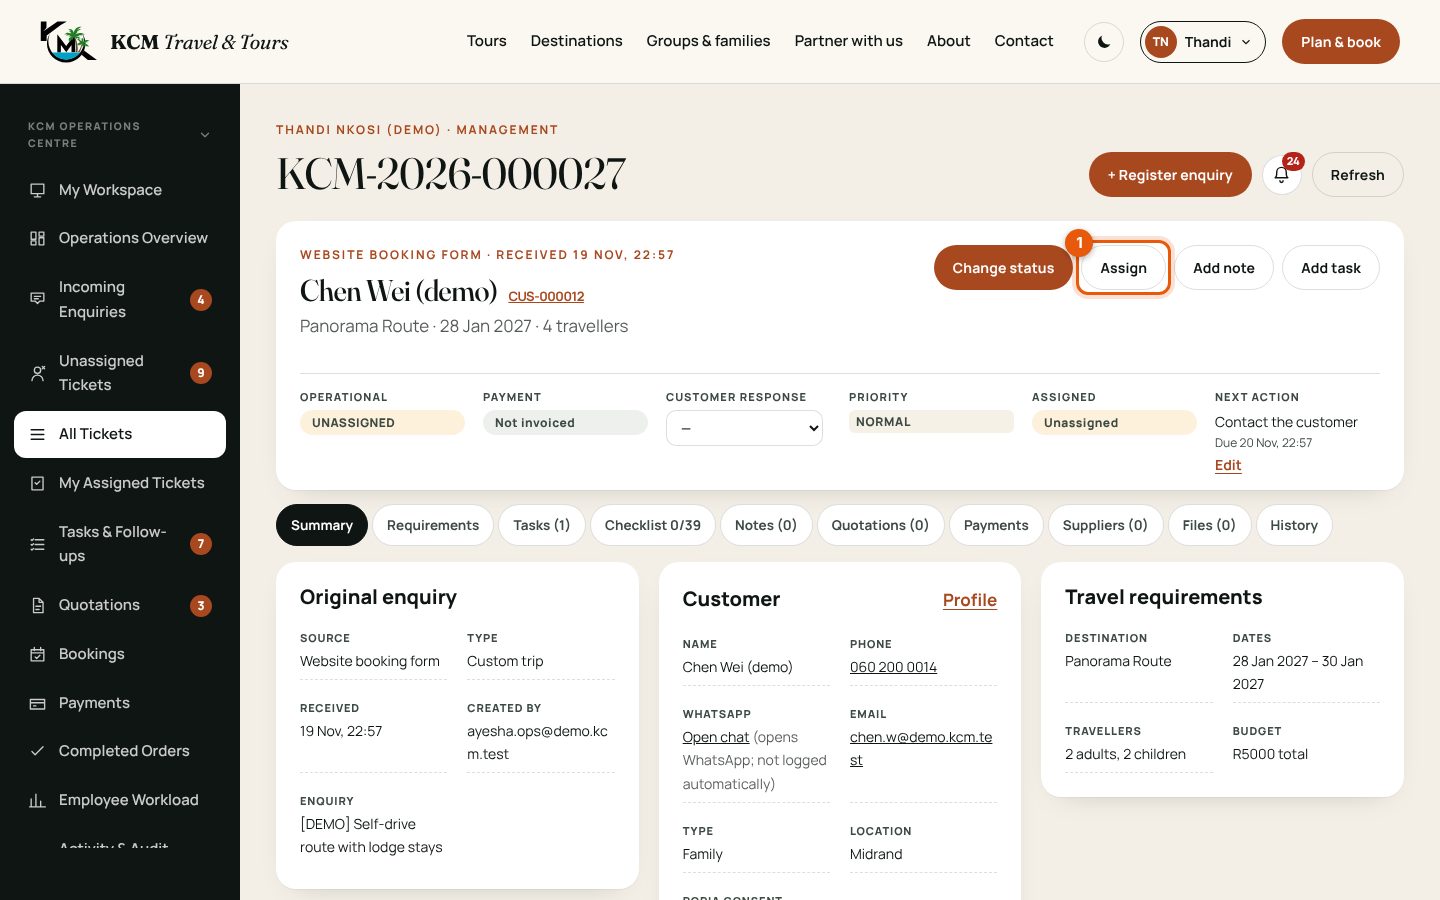 KCM Travel & Tours
Tours
Destinations
Groups & families
Partner with us
About
Contact
TN
Thandi
Plan & book
KCM OPERATIONS
CENTRE
My Workspace
Operations Overview
Incoming
Enquiries
4
Unassigned
Tickets
9
All Tickets
My Assigned Tickets
Tasks & Follow-
ups
7
Quotations
3
Bookings
Payments
Completed Orders
Employee Workload
Activity & Audit
THANDI NKOSI (DEMO) · MANAGEMENT
KCM-2026-000027
+ Register enquiry
24
Refresh
WEBSITE BOOKING FORM · RECEIVED 19 NOV, 22:57
Chen Wei (demo) CUS-000012
Panorama Route · 28 Jan 2027 · 4 travellers
Change status
1
Assign
Add note
Add task
OPERATIONAL
UNASSIGNED
PAYMENT
Not invoiced
CUSTOMER RESPONSE
—
PRIORITY
NORMAL
ASSIGNED
Unassigned
NEXT ACTION
Contact the customer
Due 20 Nov, 22:57
Edit
Summary
Requirements
Tasks (1)
Checklist 0/39
Notes (0)
Quotations (0)
Payments
Suppliers (0)
Files (0)
History
Original enquiry
SOURCE
Website booking form
TYPE
Custom trip
RECEIVED
19 Nov, 22:57
CREATED BY
ayesha.ops@demo.kc
m.test
ENQUIRY
[DEMO] Self-drive
route with lodge stays
Customer
Profile
NAME
Chen Wei (demo)
PHONE
060 200 0014
WHATSAPP
Open chat (opens
WhatsApp; not logged
automatically)
EMAIL
chen.w@demo.kcm.te
st
TYPE
Family
LOCATION
Midrand
POPIA CONSENT
Travel requirements
DESTINATION
Panorama Route
DATES
28 Jan 2027 – 30 Jan
2027
TRAVELLERS
2 adults, 2 children
BUDGET
R5000 total